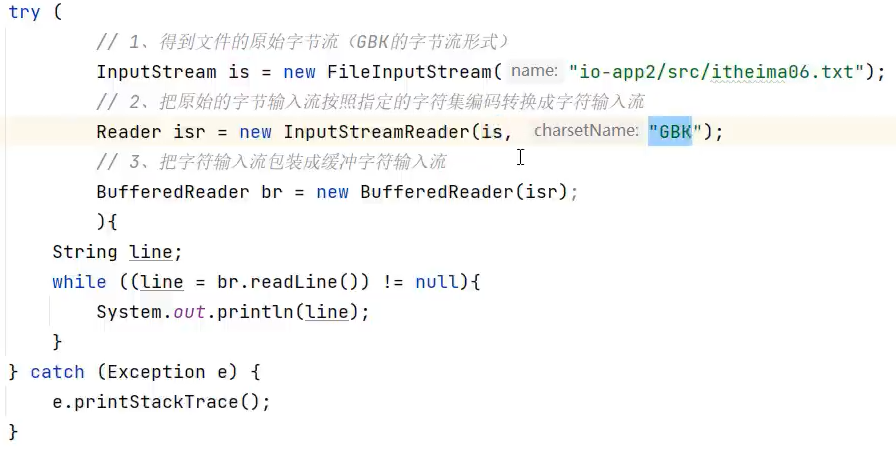 try (
// 1、得到文件的原始字节流（GBK的字节流形式）
InputStream is = new FileInputStream( name: "io-app2/src/itheima06.txt");
// 2、把原始的字节输入流按照指定的字符集编码转换成字符输入流
Reader isr = new InputStreamReader(is, charsetName: "GBK");
// 3、把字符输入流包装成缓冲字符输入流
BufferedReader br = new BufferedReader(isr);
){
String line;
while ((line = br.readLine()) != null){
System.out.println(line);
}
} catch (Exception e) {
e.printStackTrace();
}